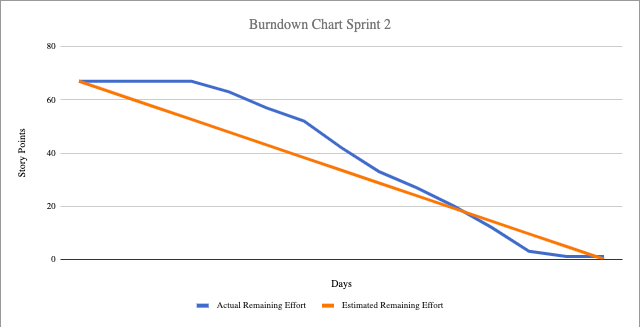 Burndown Chart Sprint 2
80
60
40
20
0
Story Points
Days
Actual Remaining Effort
Estimated Remaining Effort